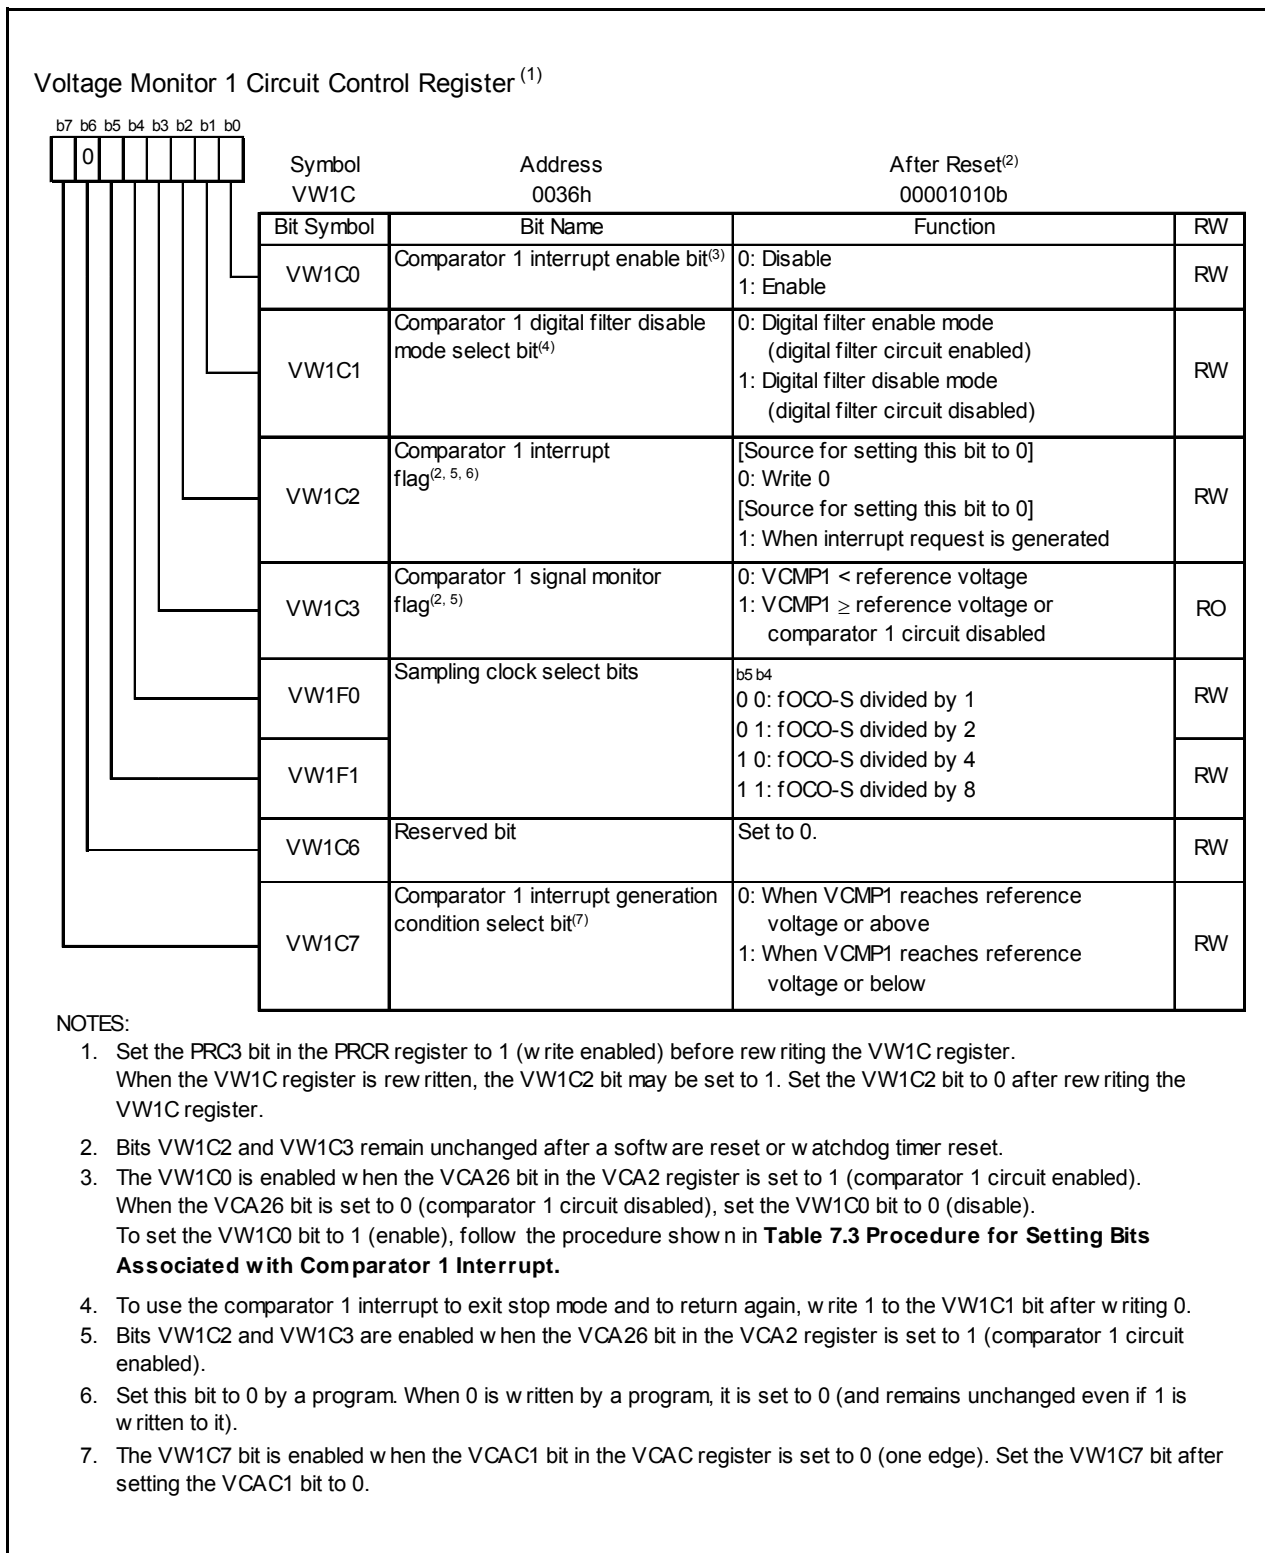 Voltage Monitor 1 Circuit Control Register (1)
b7 b6 b5 b4 b3 b2 b1 b0
0
Symbol Address After Reset(2)
VW1C 0036h 00001010b
Bit Symbol Bit Name Function RW
VW1C0 Comparator 1 interrupt enable bit(3) 0: Disable RW
1: Enable
VW1C1 Comparator 1 digital filter disable 0: Digital filter enable mode RW
mode select bit(4) (digital filter circuit enabled)
1: Digital filter disable mode
(digital filter circuit disabled)
VW1C2 Comparator 1 interrupt [Source for setting this bit to 0] RW
flag(2, 5, 6) 0: Write 0
[Source for setting this bit to 0]
1: When interrupt request is generated
VW1C3 Comparator 1 signal monitor 0: VCMP1 < reference voltage RO
flag(2, 5) 1: VCMP1 ≥ reference voltage or
comparator 1 circuit disabled
VW1F0 Sampling clock select bits b5 b4 RW
0 0: fOCO-S divided by 1
0 1: fOCO-S divided by 2
VW1F1 1 0: fOCO-S divided by 4 RW
1 1: fOCO-S divided by 8
VW1C6 Reserved bit Set to 0. RW
VW1C7 Comparator 1 interrupt generation 0: When VCMP1 reaches reference RW
condition select bit(7) voltage or above
1: When VCMP1 reaches reference
voltage or below
NOTES:
1. Set the PRC3 bit in the PRCR register to 1 (write enabled) before rewriting the VW1C register.
When the VW1C register is rewritten, the VW1C2 bit may be set to 1. Set the VW1C2 bit to 0 after rewriting the
VW1C register.
2. Bits VW1C2 and VW1C3 remain unchanged after a software reset or watchdog timer reset.
3. The VW1C0 is enabled when the VCA26 bit in the VCA2 register is set to 1 (comparator 1 circuit enabled).
When the VCA26 bit is set to 0 (comparator 1 circuit disabled), set the VW1C0 bit to 0 (disable).
To set the VW1C0 bit to 1 (enable), follow the procedure shown in Table 7.3 Procedure for Setting Bits
Associated with Comparator 1 Interrupt.
4. To use the comparator 1 interrupt to exit stop mode and to return again, write 1 to the VW1C1 bit after writing 0.
5. Bits VW1C2 and VW1C3 are enabled when the VCA26 bit in the VCA2 register is set to 1 (comparator 1 circuit
enabled).
6. Set this bit to 0 by a program. When 0 is written by a program, it is set to 0 (and remains unchanged even if 1 is
written to it).
7. The VW1C7 bit is enabled when the VCAC1 bit in the VCAC register is set to 0 (one edge). Set the VW1C7 bit after
setting the VCAC1 bit to 0.